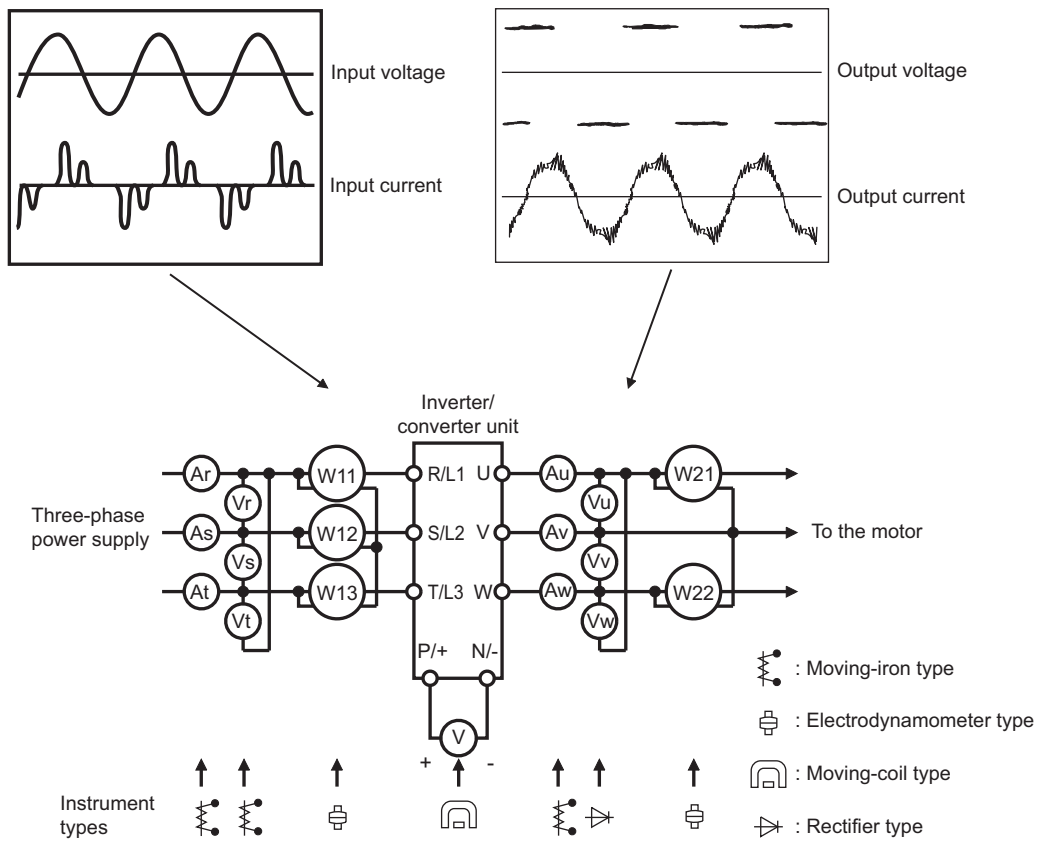 Input voltage
Input current
Output voltage
Output current
Inverter/
converter unit
Three-phase
power supply
Ar
As
At
Vr
Vs
Vt
W11
W12
W13
R/L1
S/L2
T/L3
U
V
W
P/+
N/-
Au
Av
Aw
Vu
Vv
Vw
W21
W22
To the motor
V
+
-
Instrument
types
: Moving-iron type
: Electrodynamometer type
: Moving-coil type
: Rectifier type